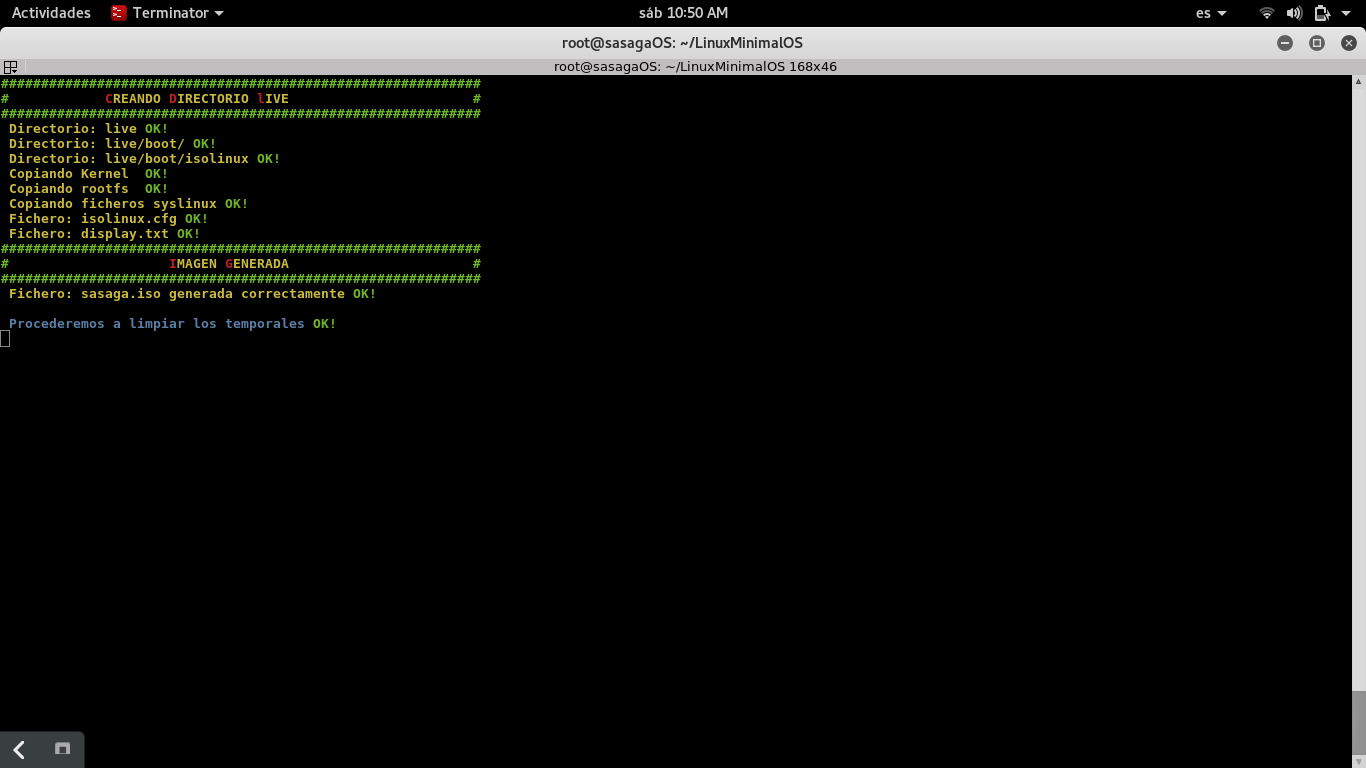 Actividades Terminator sáb 10:50 AM es
root@sasagaOS: ~/LinuxMinimalOS
root@sasagaOS: ~/LinuxMinimalOS 168x46
############################################################
# CREANDO DIRECTORIO lIVE #
############################################################
Directorio: live OK!
Directorio: live/boot/ OK!
Directorio: live/boot/isolinux OK!
Copiando Kernel OK!
Copiando rootfs OK!
Copiando ficheros syslinux OK!
Fichero: isolinux.cfg OK!
Fichero: display.txt OK!
############################################################
# IMAGEN GENERADA #
############################################################
Fichero: sasaga.iso generada correctamente OK!
Procederemos a limpiar los temporales OK!